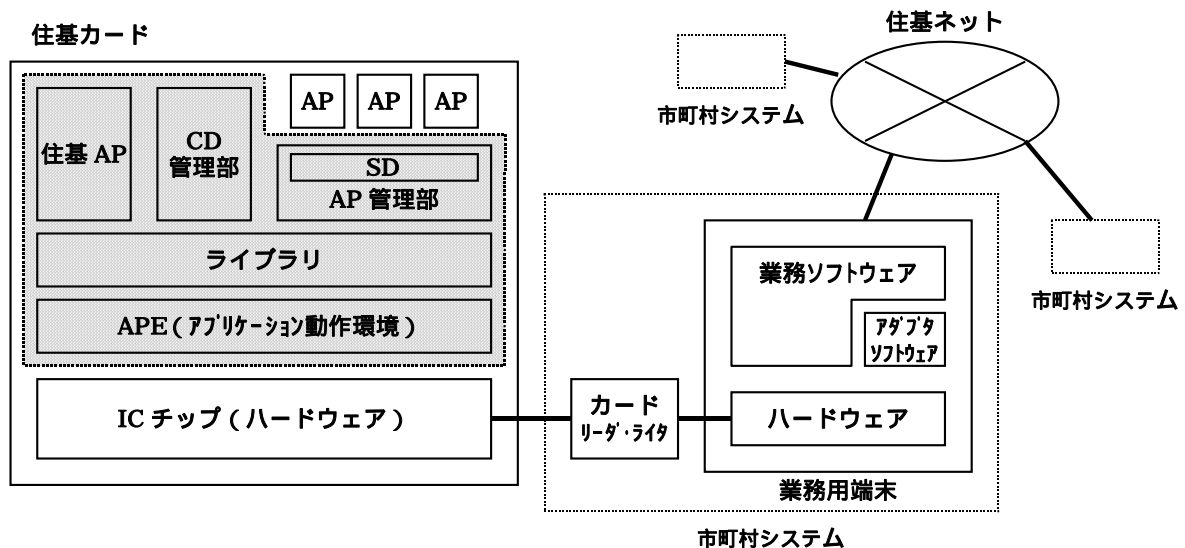 住基カード
住基ネット
市町村システム
AP
AP
AP
住基 AP
CD
管理部
SD
AP 管理部
ライブラリ
APE（ｱﾌﾟﾘｹｰｼｮﾝ動作環境）
IC チップ（ハードウェア）
市町村システム
業務ソフトウェア
ｱﾀﾞﾌﾟﾀ
ｿﾌﾄｳｪｱ
カード
ﾘｰﾀﾞ･ﾗｲﾀ
ハードウェア
業務用端末
市町村システム